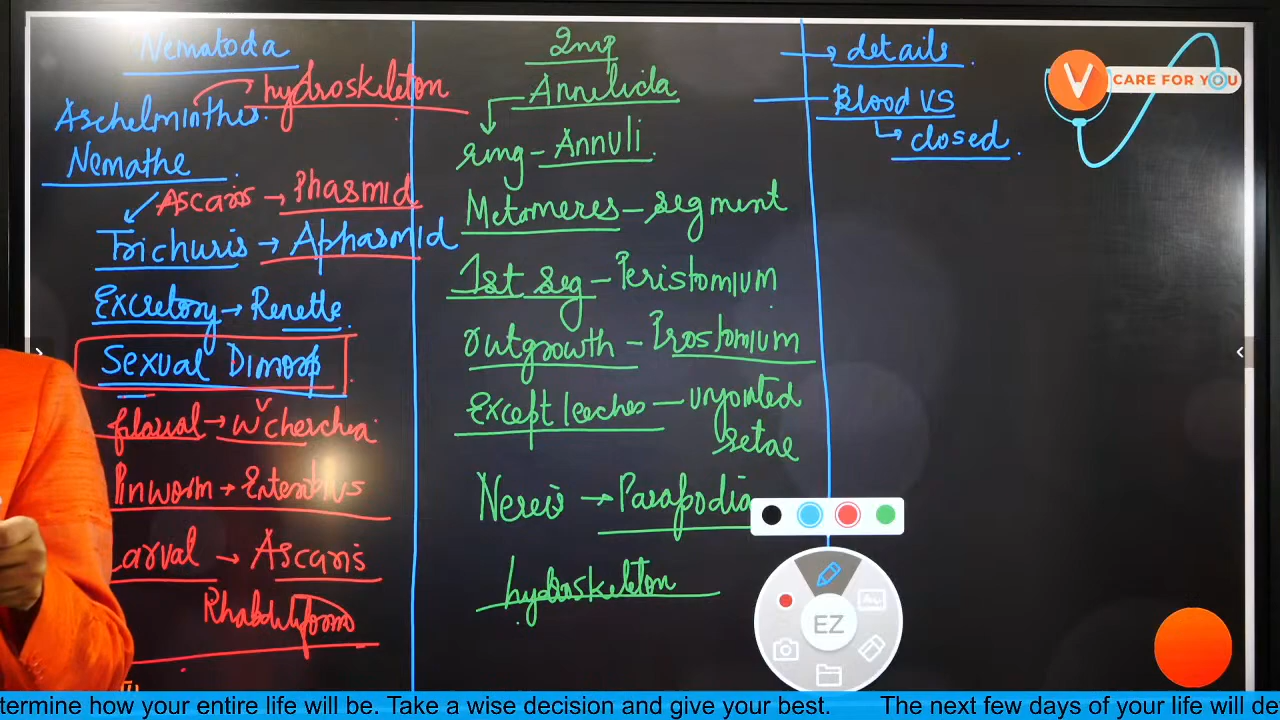 Nematoda
hydroskeleton
Aschelminthes.
Nemathe
Ascaris → Phasmid
Trichuris → Aphasmid
Excretory → Renette
Sexual Dimorp
filarial → Wuchereria
Pinworm → Enterobius
Larval → Ascaris
Rhabditiform
Imp
Annelida
ring - Annuli
Metameres - segment
1st seg - Peristomium
outgrowth - Prostomium
Except leeches - unjointed
setae
Nereis → Parapodia
hydroskeleton
→ details
Blood VS
↳ closed
V CARE FOR YOU
EZ
termine how your entire life will be. Take a wise decision and give your best. The next few days of your life will de